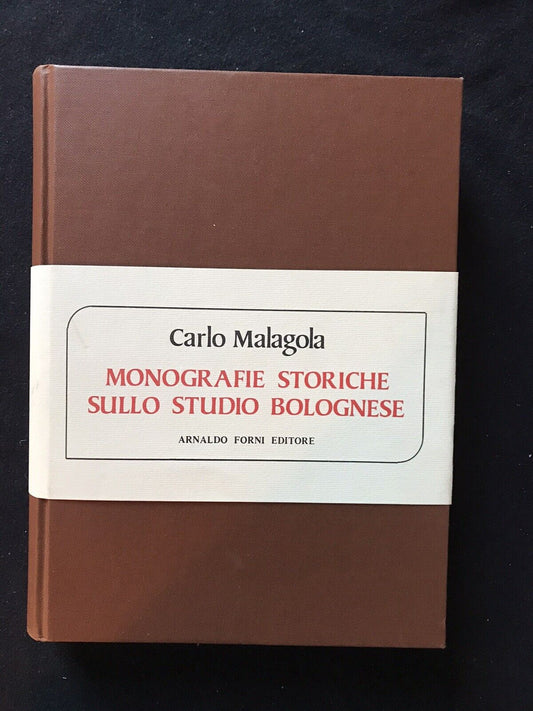 Carlo Malagola
MONOGRAFIE STORICHE
SULLO STUDIO BOLOGNESE
ARNALDO FORNI EDITORE